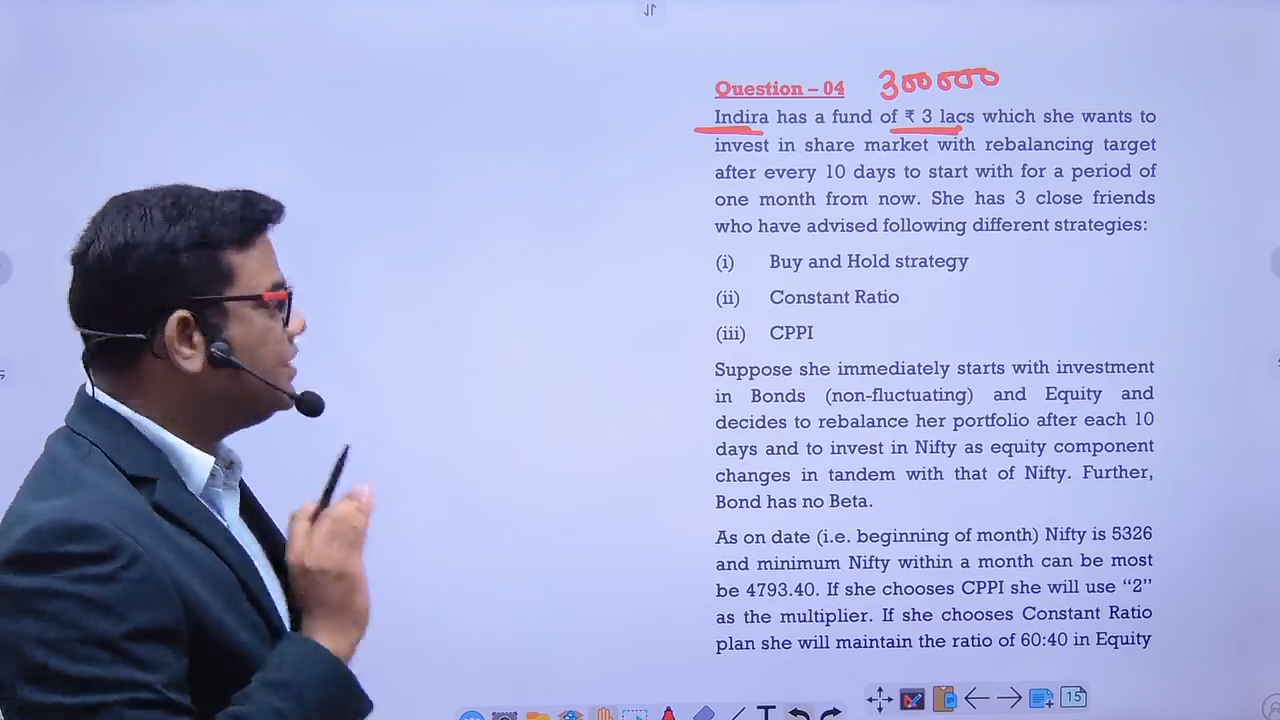 Question – 04 300000
Indira has a fund of ₹ 3 lacs which she wants to
invest in share market with rebalancing target
after every 10 days to start with for a period of
one month from now. She has 3 close friends
who have advised following different strategies:
(i) Buy and Hold strategy
(ii) Constant Ratio
(iii) CPPI
Suppose she immediately starts with investment
in Bonds (non-fluctuating) and Equity and
decides to rebalance her portfolio after each 10
days and to invest in Nifty as equity component
changes in tandem with that of Nifty. Further,
Bond has no Beta.
As on date (i.e. beginning of month) Nifty is 5326
and minimum Nifty within a month can be most
be 4793.40. If she chooses CPPI she will use “2”
as the multiplier. If she chooses Constant Ratio
plan she will maintain the ratio of 60:40 in Equity
15